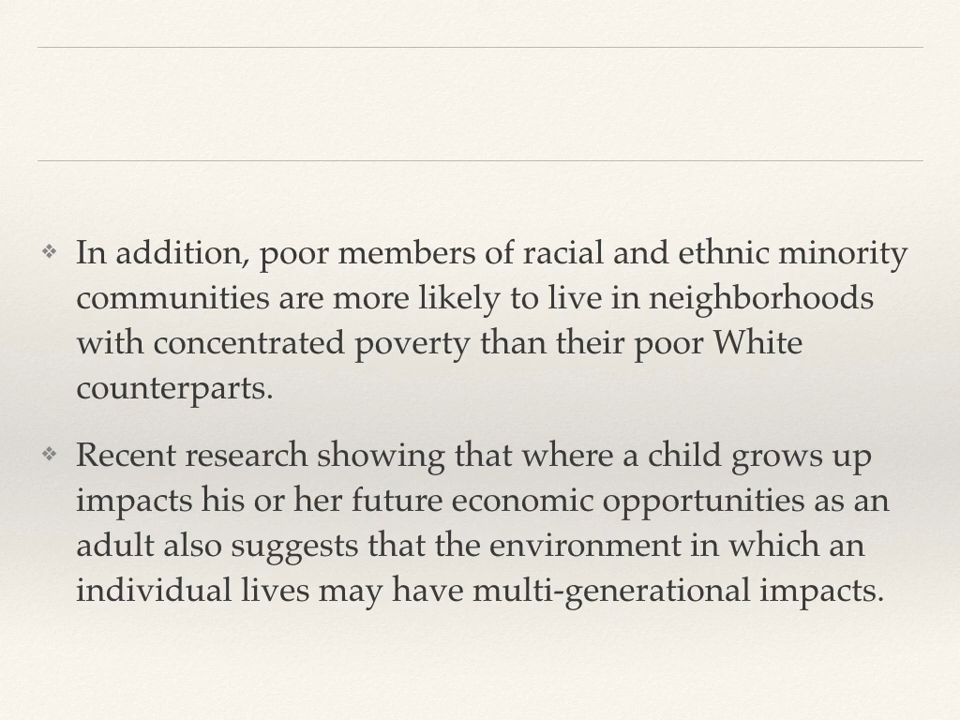 In addition, poor members of racial and ethnic minority
communities are more likely to live in neighborhoods
with concentrated poverty than their poor White
counterparts.
Recent research showing that where a child grows up
impacts his or her future economic opportunities as an
adult also suggests that the environment in which an
individual lives may have multi-generational impacts.